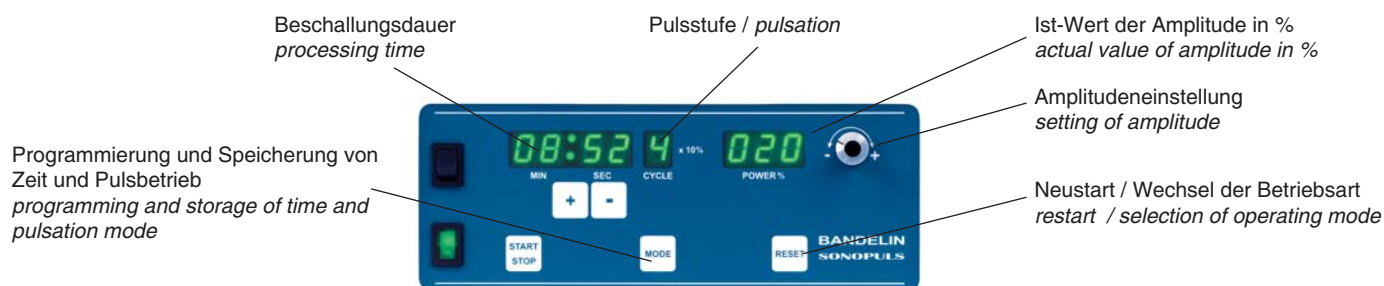 Beschallungsdauer
processing time
Pulsstufe / pulsation
Ist-Wert der Amplitude in %
actual value of amplitude in %
Amplitudeneinstellung
setting of amplitude
Programmierung und Speicherung von
Zeit und Pulsbetrieb
programming and storage of time and
pulsation mode
08:52 4 x 10% 020 - +
MIN SEC CYCLE POWER%
+ -
Neustart / Wechsel der Betriebsart
restart / selection of operating mode
START
STOP
MODE
RESET
BANDELIN
SONOPULS